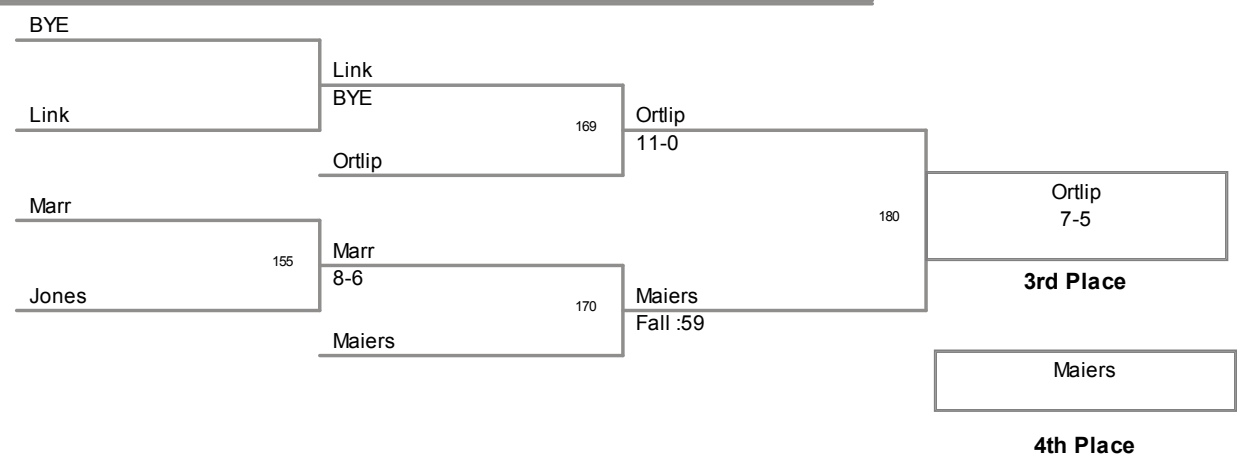 BYE
Link
BYE
Link
169
Ortlip
11-0
Ortlip
Marr
180
Ortlip
7-5
155
Marr
8-6
3rd Place
Jones
170
Maiers
Fall :59
Maiers
Maiers
4th Place